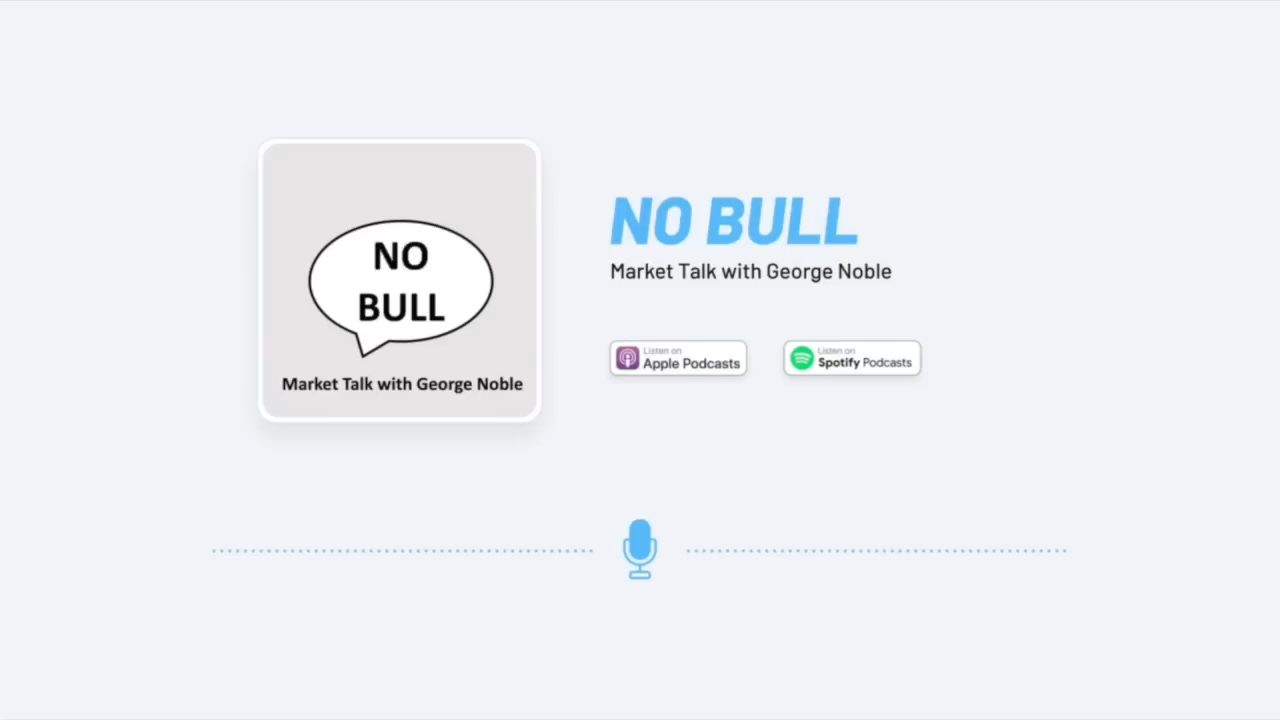 NO
BULL
Market Talk with George Noble
NO BULL
Market Talk with George Noble
Listen on
Apple Podcasts
Listen on
Spotify Podcasts